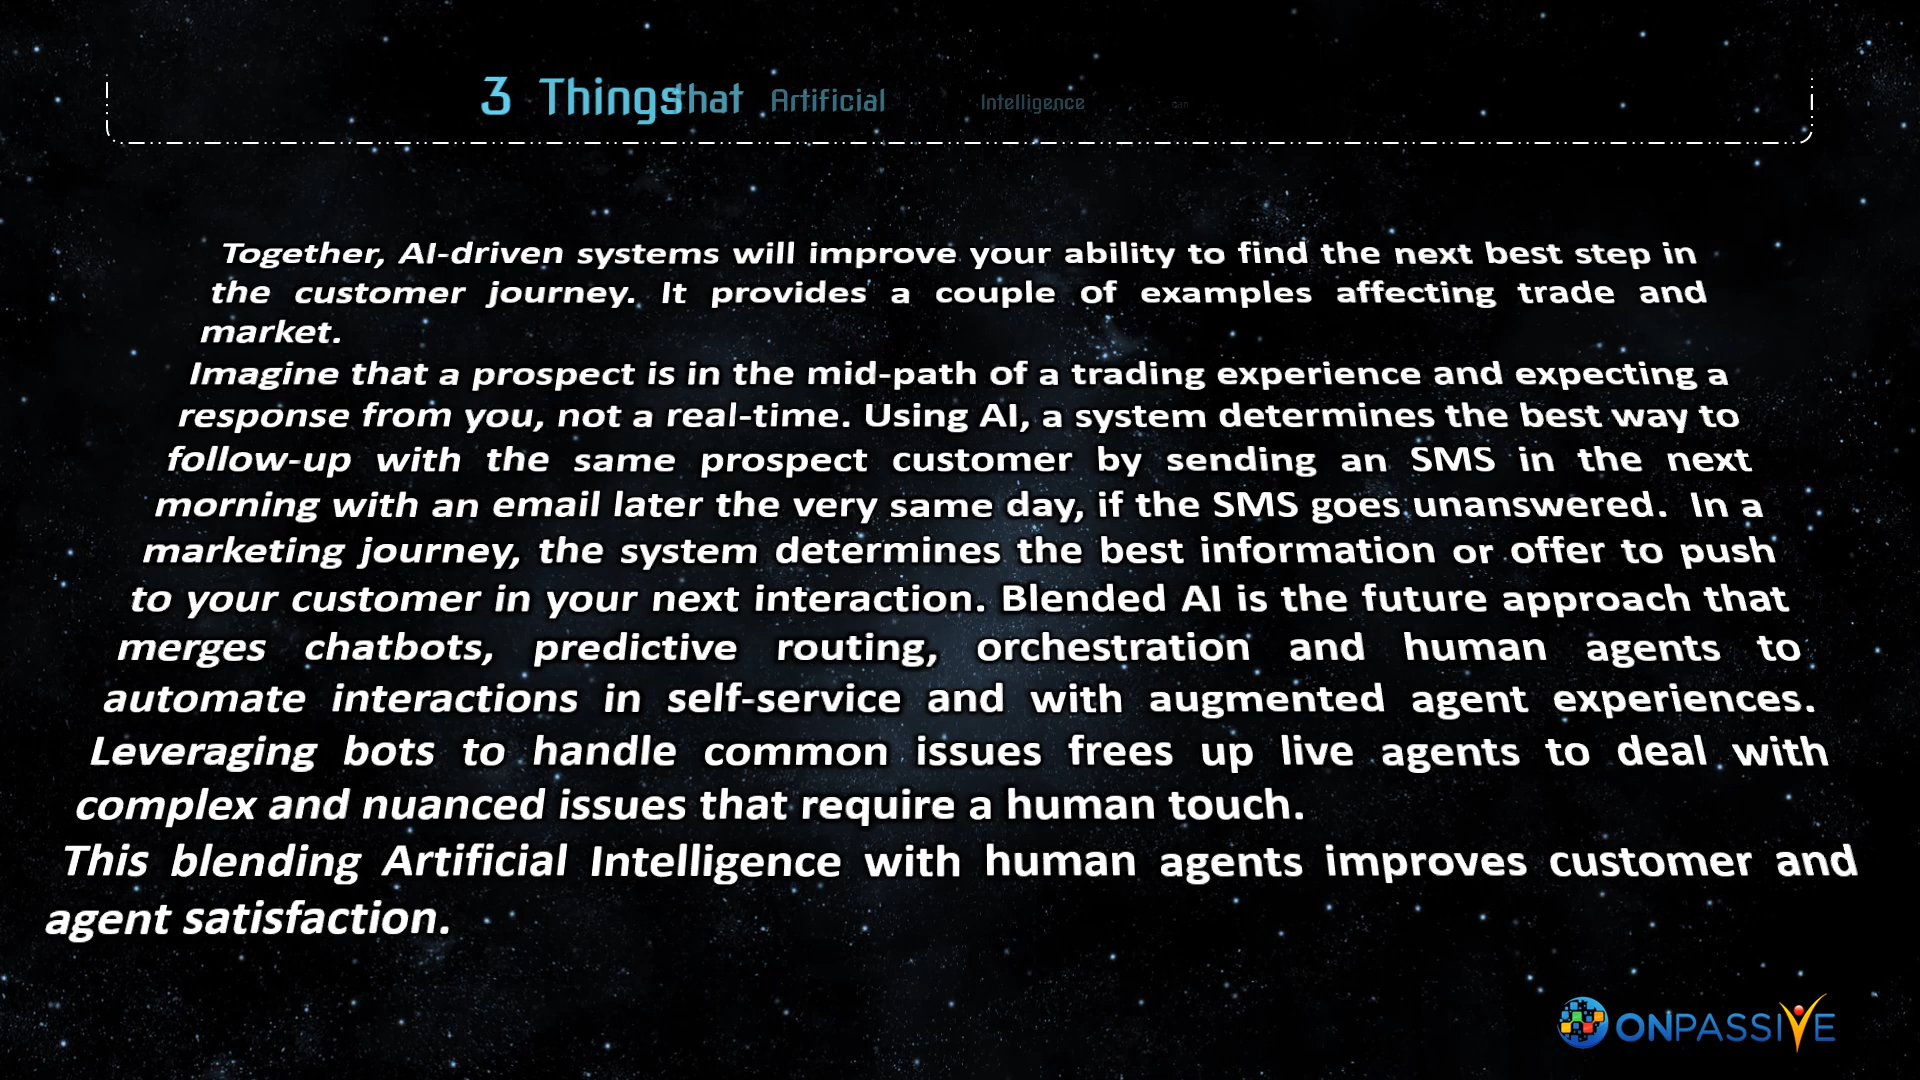 3 Things that Artificial Intelligence can
Together, AI-driven systems will improve your ability to find the next best step in
the customer journey. It provides a couple of examples affecting trade and
market.
Imagine that a prospect is in the mid-path of a trading experience and expecting a
response from you, not a real-time. Using AI, a system determines the best way to
follow-up with the same prospect customer by sending an SMS in the next
morning with an email later the very same day, if the SMS goes unanswered. In a
marketing journey, the system determines the best information or offer to push
to your customer in your next interaction. Blended AI is the future approach that
merges chatbots, predictive routing, orchestration and human agents to
automate interactions in self-service and with augmented agent experiences.
Leveraging bots to handle common issues frees up live agents to deal with
complex and nuanced issues that require a human touch.
This blending Artificial Intelligence with human agents improves customer and
agent satisfaction.
ONPASSIVE